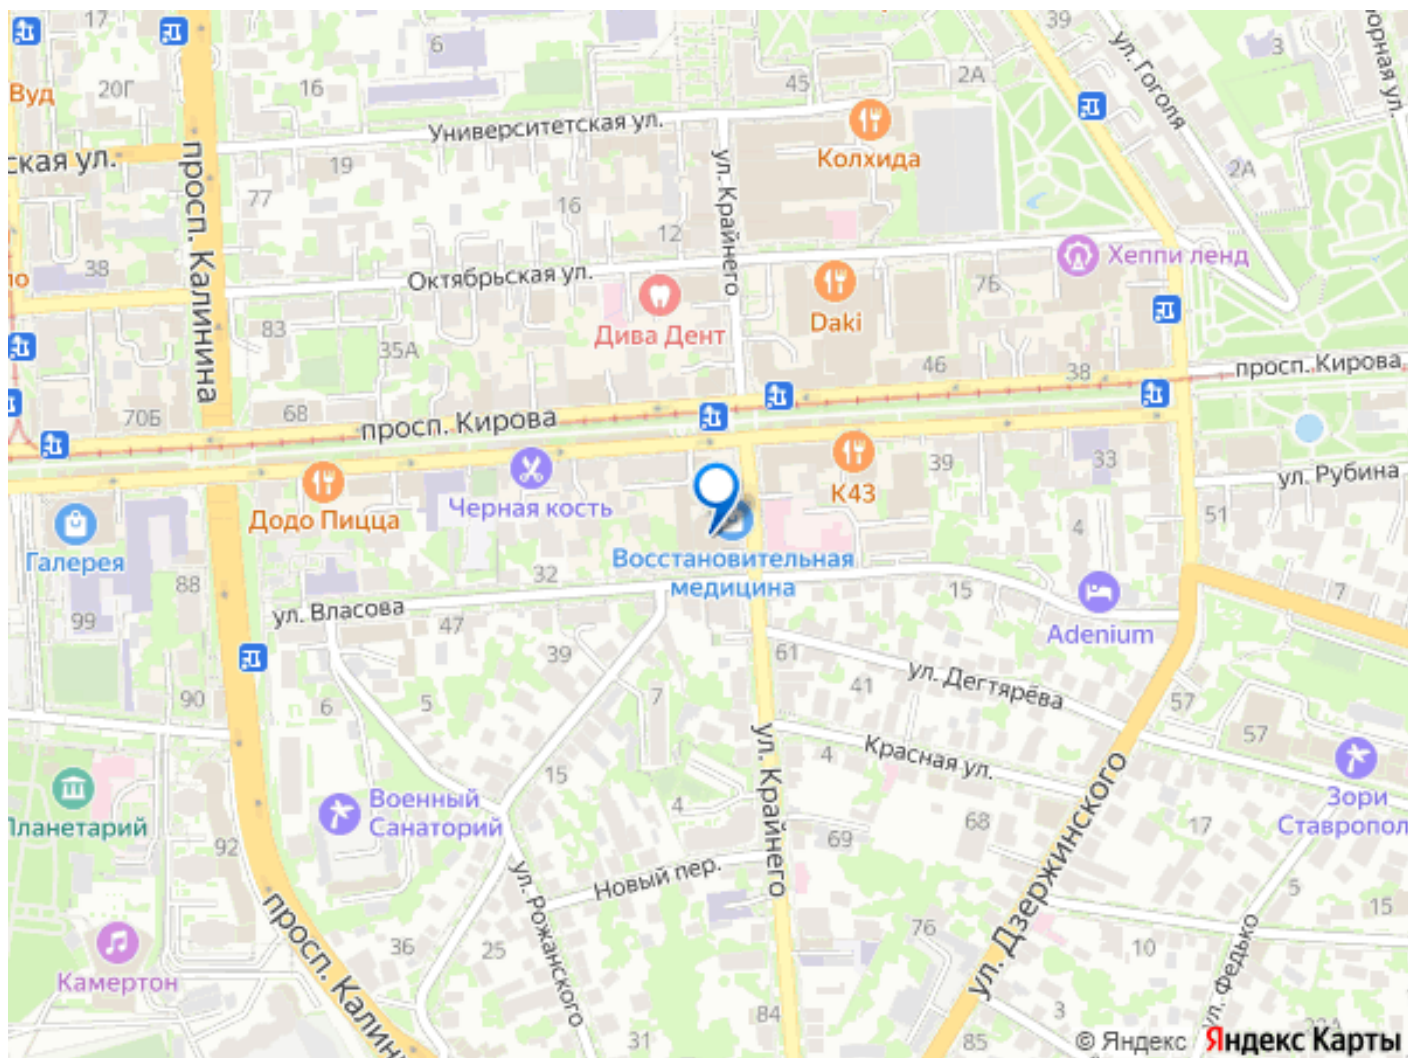 39
ул. Гоголя
3
6
Вуд
20Г
16
45
2А
Университетская ул.
Колхида
ская ул.
просп. Калинина
19
ул. Крайнего
2А
77
16
12
38
Октябрьская ул.
Хеппи ленд
7Б
Дива Дент
Daki
83
35А
46
38
просп. Кирова
70Б
68
просп. Кирова
39
33
ул. Рубина
К43
Черная кость
Додо Пицца
51
4
Галерея
88
Восстановительная
медицина
32
15
7
ул. Власова
99
47
Adenium
39
61
ул. Дегтярёва
41
90
6
5
7
57
57
ул. Крайнего
4
Красная ул.
15
Военный
Санаторий
4
Зори
Ставропол
Планетарий
92
69
68
17
ул. Дзержинского
Новый пер.
ул. Рожанского
5
15
просп. Калин
36
25
76
10
ул. Федько
Камертон
84
3
31
85
© Яндекс Яндекс Карты